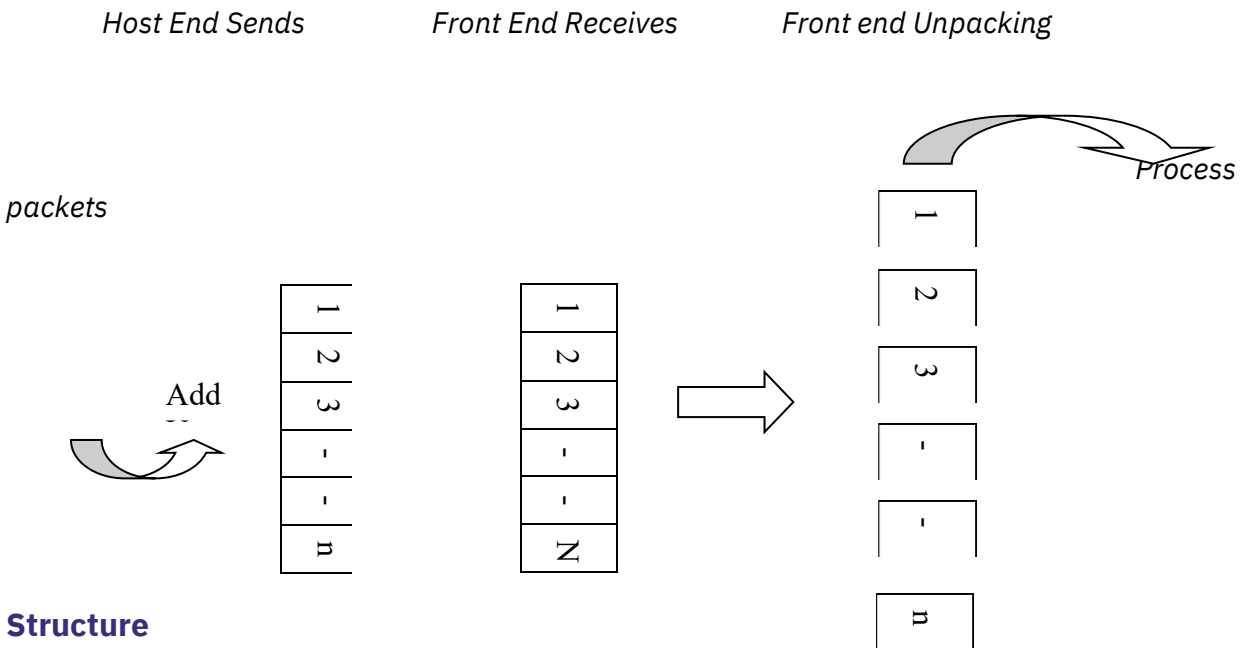 Host End Sends Front End Receives Front end Unpacking
Process
packets
Add
1
2
3
-
-
n
1
2
3
-
-
N
1
2
3
-
-
n
Structure